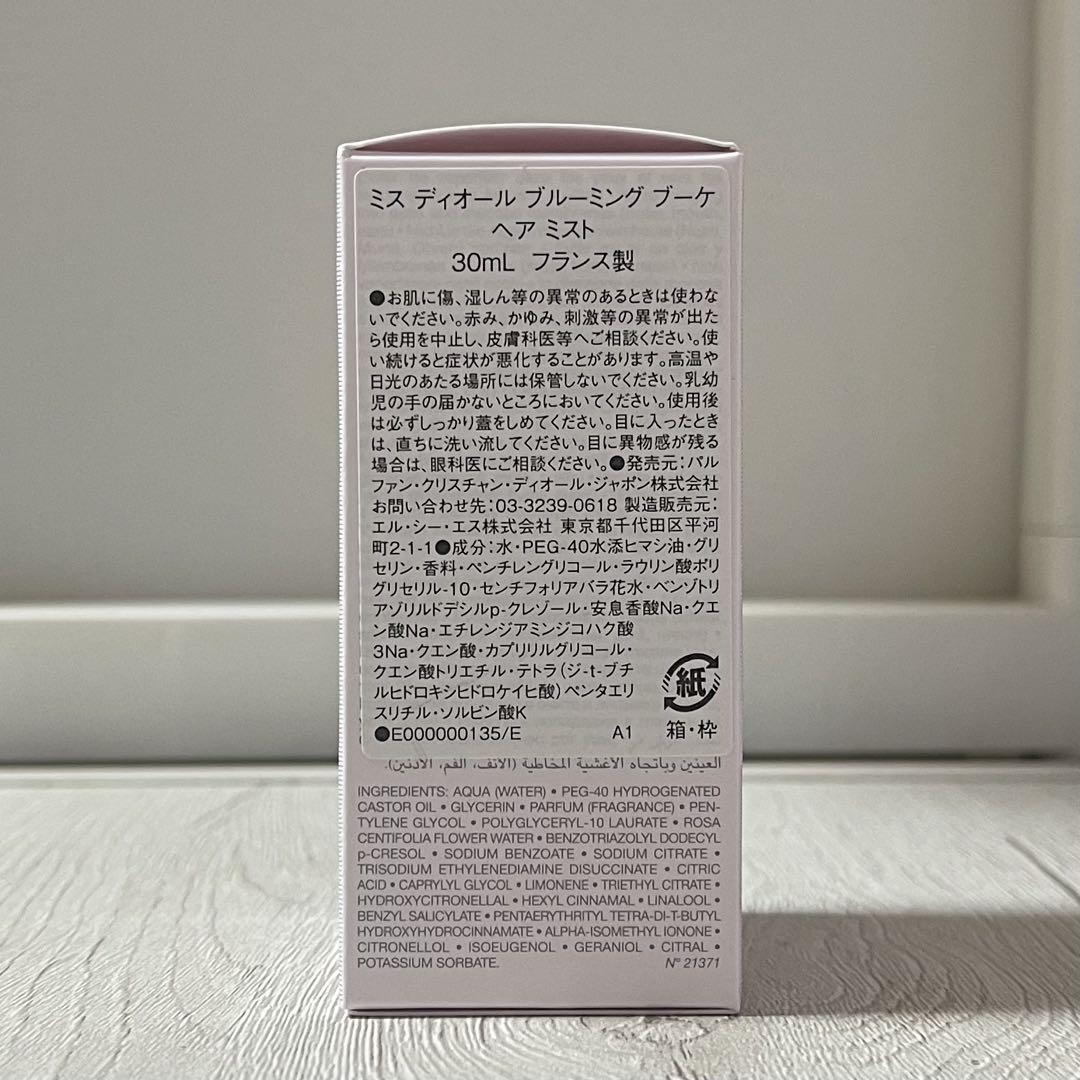 ミス ディオール ブルーミング ブーケ
ヘア ミスト
30mL フランス製
●お肌に傷、湿しん等の異常のあるときは使わな
いでください。赤み、かゆみ、刺激等の異常が出た
ら使用を中止し、皮膚科医等へご相談ください。使
い続けると症状が悪化することがあります。高温や
日光のあたる場所には保管しないでください。乳幼
児の手の届かないところにおいてください。使用後
は必ずしっかり蓋をしめてください。目に入ったとき
は、直ちに洗い流してください。目に異物感が残る
場合は、眼科医にご相談ください。●発売元：パル
ファン・クリスチャン・ディオール・ジャポン株式会社
お問い合わせ先：03-3239-0618 製造販売元：
エル・シー・エス株式会社 東京都千代田区平河
町2-1-1●成分：水・PEG-40水添ヒマシ油・グリ
セリン・香料・ペンチレングリコール・ラウリン酸ポリ
グリセリル-10・センチフォリアバラ花水・ベンゾトリ
アゾリルドデシルp-クレゾール・安息香酸Na・クエ
ン酸Na・エチレンジアミンジコハク酸
3Na・クエン酸・カプリリルグリコール・
クエン酸トリエチル・テトラ(ジ-t-ブチ
ルヒドロキシヒドロケイヒ酸)ペンタエリ
スリチル・ソルビン酸K
●E000000135/E A1
紙
箱・枠
العينين وباتجاه الأغشية المخاطية (الأنف، الفم، الأذنين).
INGREDIENTS: AQUA (WATER) • PEG-40 HYDROGENATED
CASTOR OIL • GLYCERIN • PARFUM (FRAGRANCE) • PEN-
TYLENE GLYCOL • POLYGLYCERYL-10 LAURATE • ROSA
CENTIFOLIA FLOWER WATER • BENZOTRIAZOLYL DODECYL
p-CRESOL • SODIUM BENZOATE • SODIUM CITRATE •
TRISODIUM ETHYLENEDIAMINE DISUCCINATE • CITRIC
ACID • CAPRYLYL GLYCOL • LIMONENE • TRIETHYL CITRATE •
HYDROXYCITRONELLAL • HEXYL CINNAMAL • LINALOOL •
BENZYL SALICYLATE • PENTAERYTHRITYL TETRA-DI-T-BUTYL
HYDROXYHYDROCINNAMATE • ALPHA-ISOMETHYL IONONE •
CITRONELLOL • ISOEUGENOL • GERANIOL • CITRAL •
POTASSIUM SORBATE. N° 21371